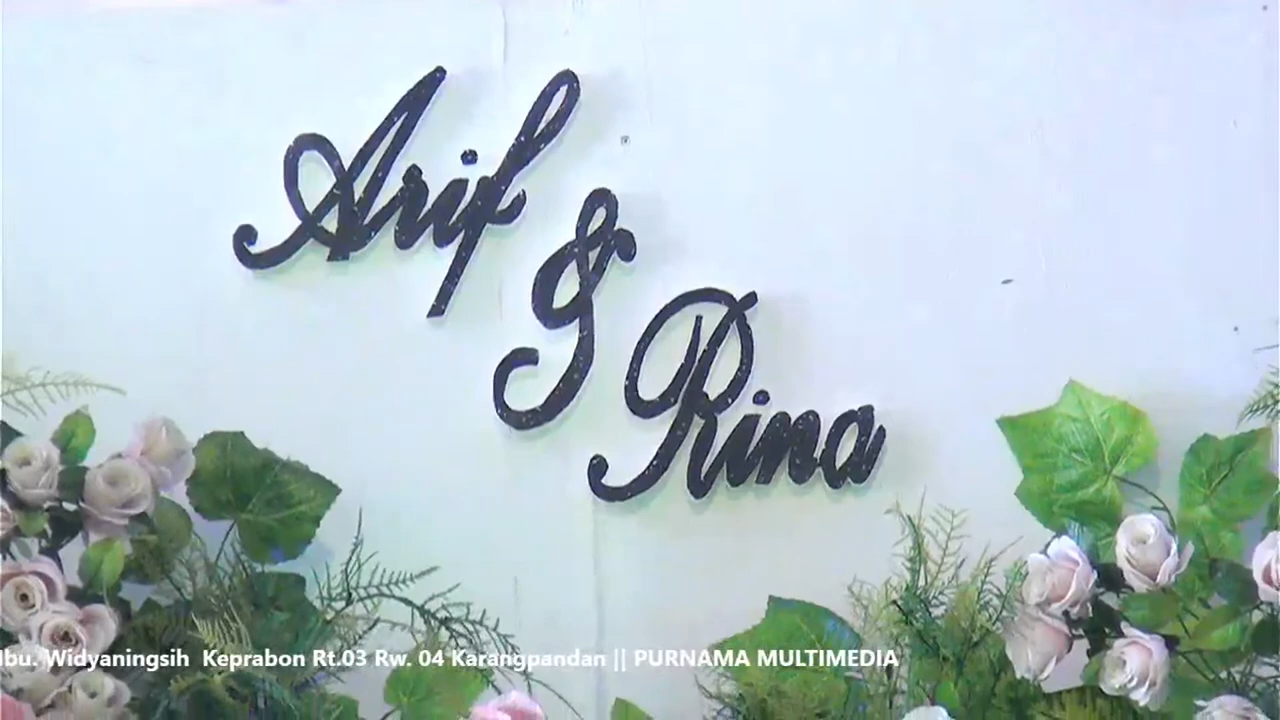 Arif
&
Rina
Ibu. Widyaningsih  Keprabon Rt.03 Rw. 04 Karangpandan || PURNAMA MULTIMEDIA